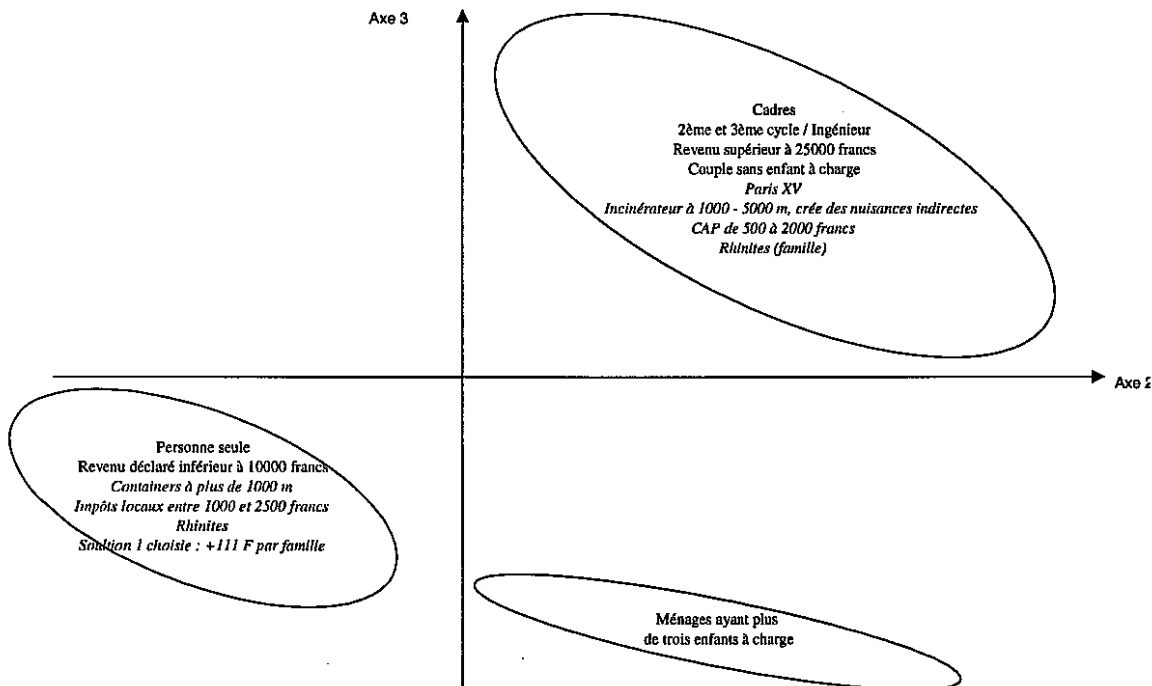 Axe 3
Cadres
2ème et 3ème cycle / Ingénieur
Revenu supérieur à 25000 francs
Couple sans enfant à charge
Paris XV
Incinérateur à 1000 - 5000 m, crée des nuisances indirectes
CAP de 500 à 2000 francs
Rhinites (famille)
Axe 2
Personne seule
Revenu déclaré inférieur à 10000 francs
Containers à plus de 1000 m
Impôts locaux entre 1000 et 2500 francs
Rhinites
Soultion 1 choisie : +111 F par famille
Ménages ayant plus
de trois enfants à charge